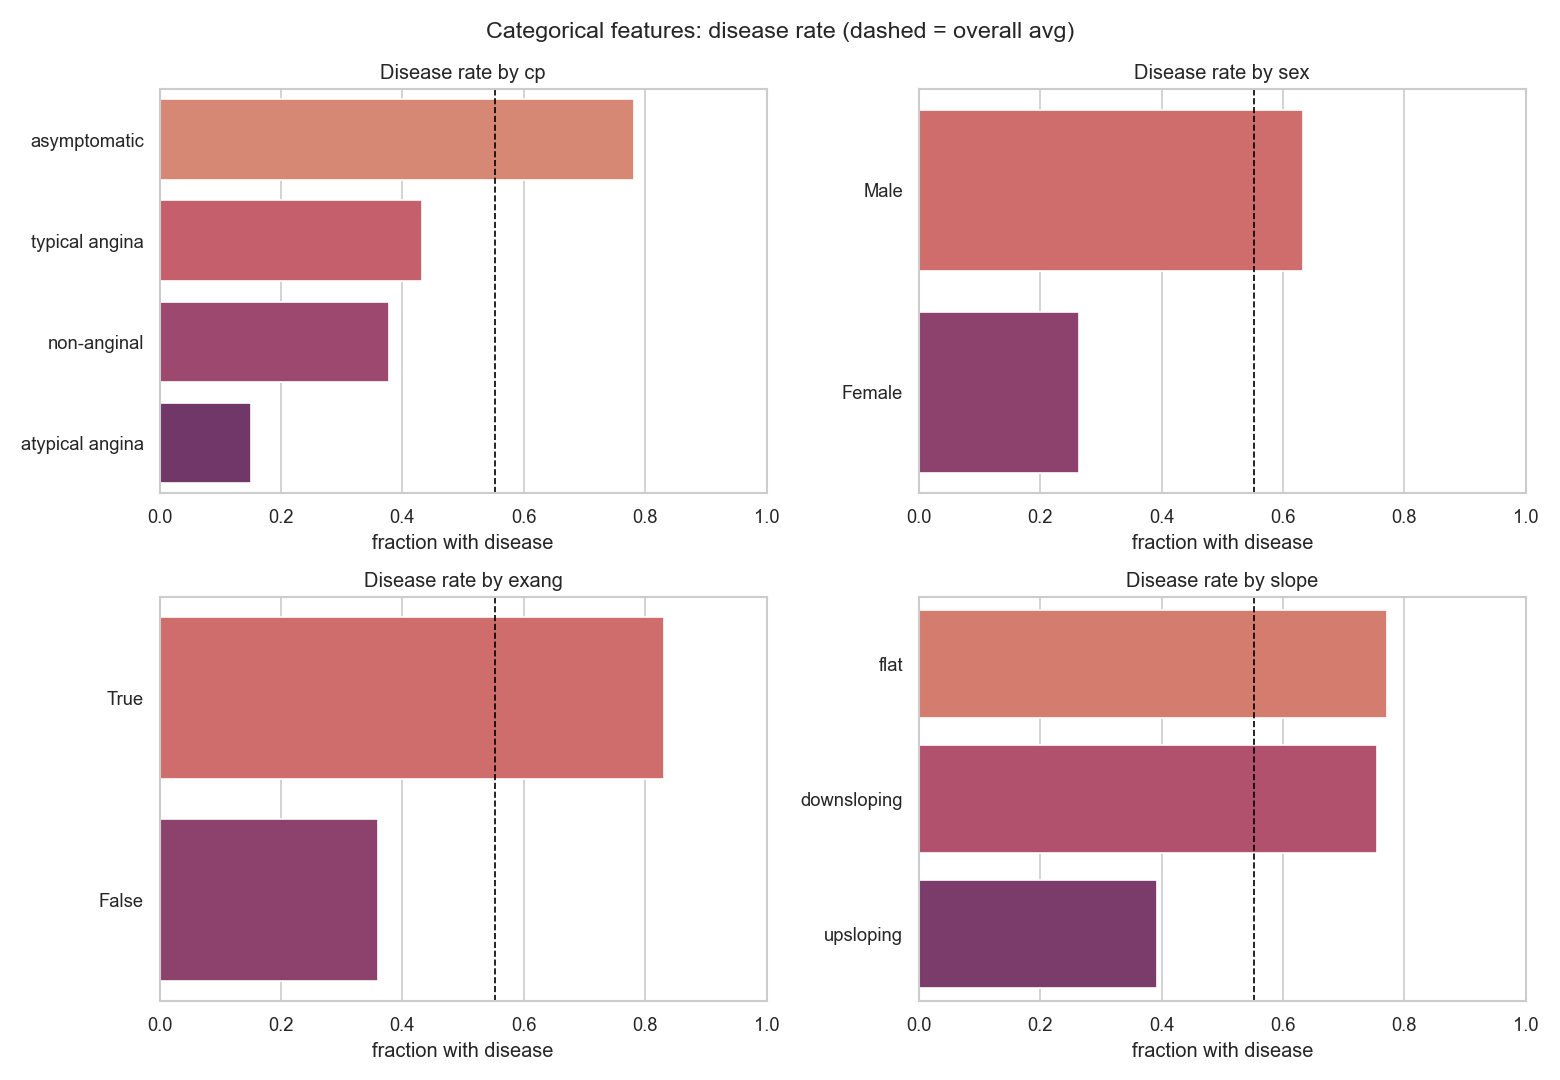 Categorical features: disease rate (dashed = overall avg)
Disease rate by cp
asymptomatic
typical angina
non-anginal
atypical angina
0.0 0.2 0.4 0.6 0.8 1.0
fraction with disease
Disease rate by sex
Male
Female
0.0 0.2 0.4 0.6 0.8 1.0
fraction with disease
Disease rate by exang
True
False
0.0 0.2 0.4 0.6 0.8 1.0
fraction with disease
Disease rate by slope
flat
downsloping
upsloping
0.0 0.2 0.4 0.6 0.8 1.0
fraction with disease